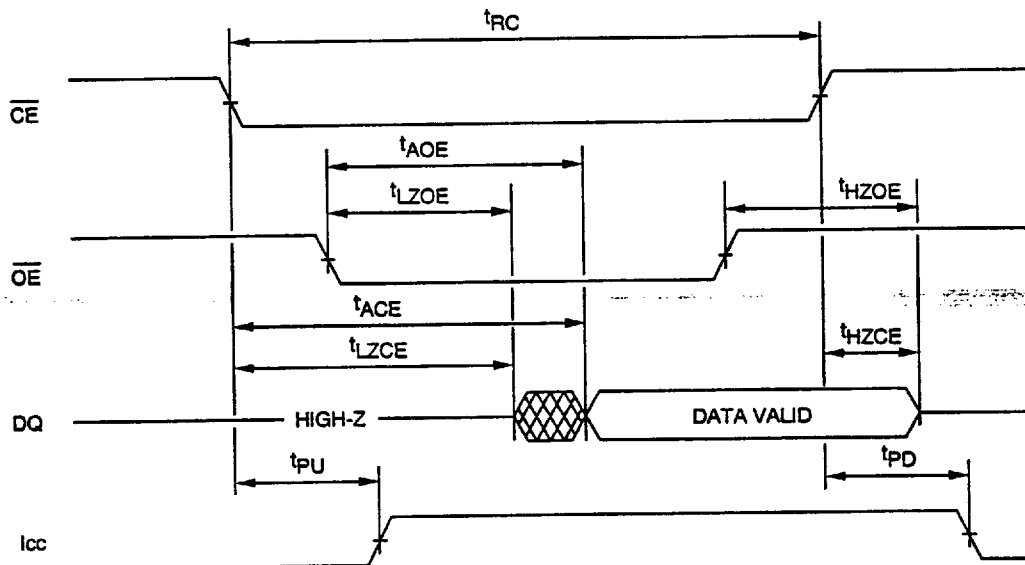 tRC
CE
tAOE
tLZOE
tHZOE
OE
tACE
tLZCE
tHZCE
DQ
HIGH-Z
DATA VALID
tPU
tPD
Icc